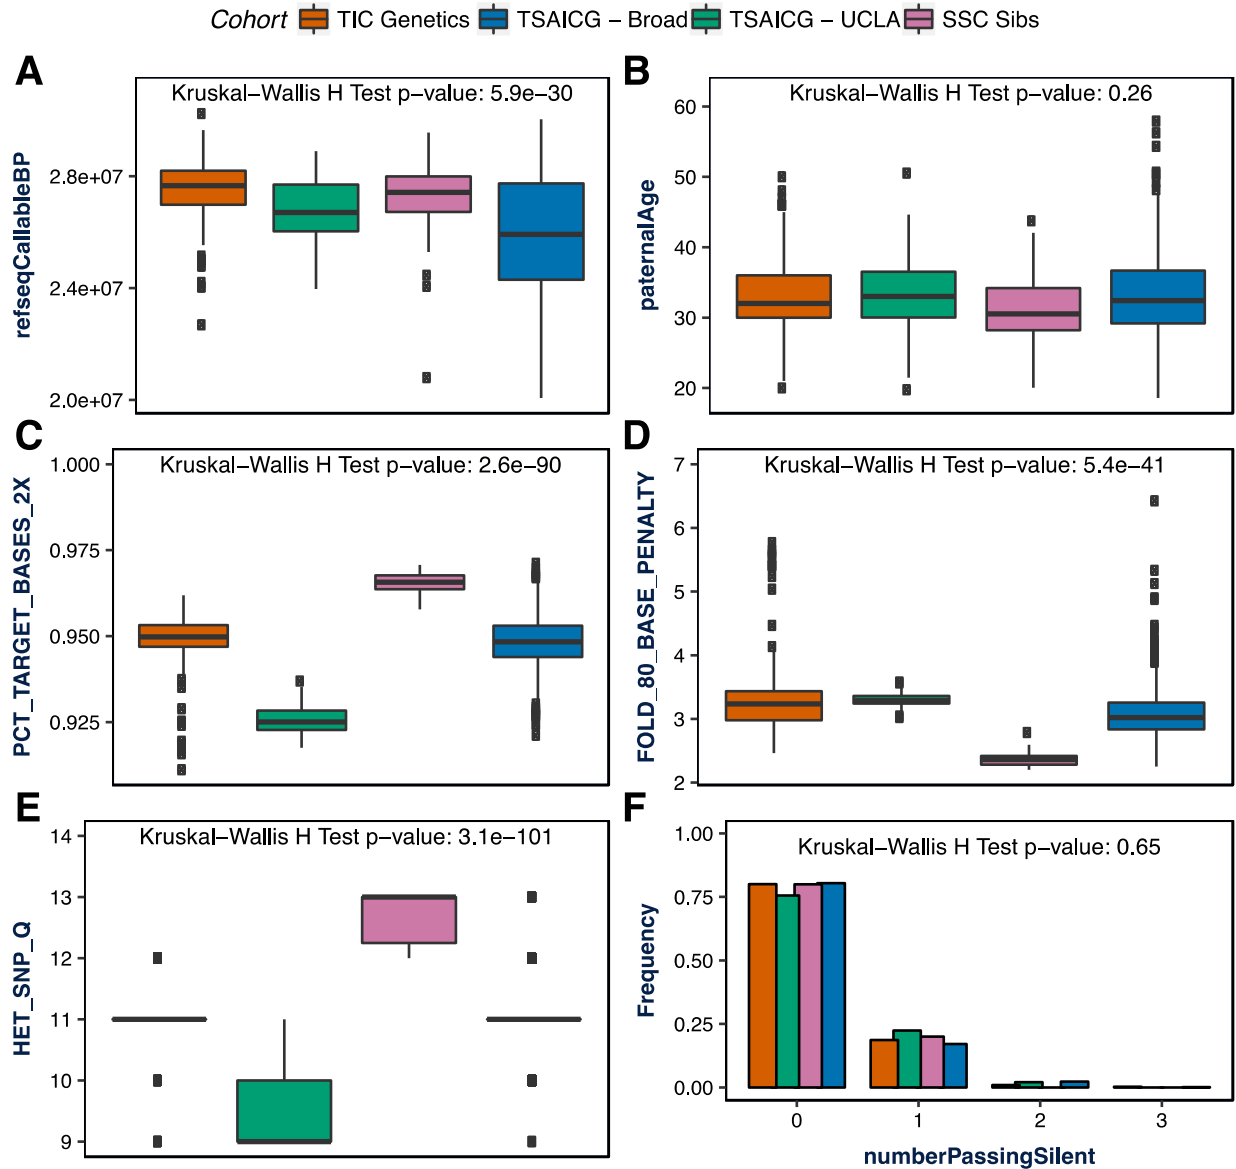 Cohort TIC Genetics TSAICG – Broad TSAICG – UCLA SSC Sibs
A
Kruskal–Wallis H Test p–value: 5.9e–30
refseqCallableBP
2.8e+07
2.4e+07
2.0e+07
B
Kruskal–Wallis H Test p–value: 0.26
paternalAge
60
50
40
30
20
C
Kruskal–Wallis H Test p–value: 2.6e–90
PCT_TARGET_BASES_2X
1.000
0.975
0.950
0.925
D
Kruskal–Wallis H Test p–value: 5.4e–41
FOLD_80_BASE_PENALTY
7
6
5
4
3
2
E
Kruskal–Wallis H Test p–value: 3.1e–101
HET_SNP_Q
14
13
12
11
10
9
F
Kruskal–Wallis H Test p–value: 0.65
Frequency
1.00
0.75
0.50
0.25
0.00
0 1 2 3
numberPassingSilent